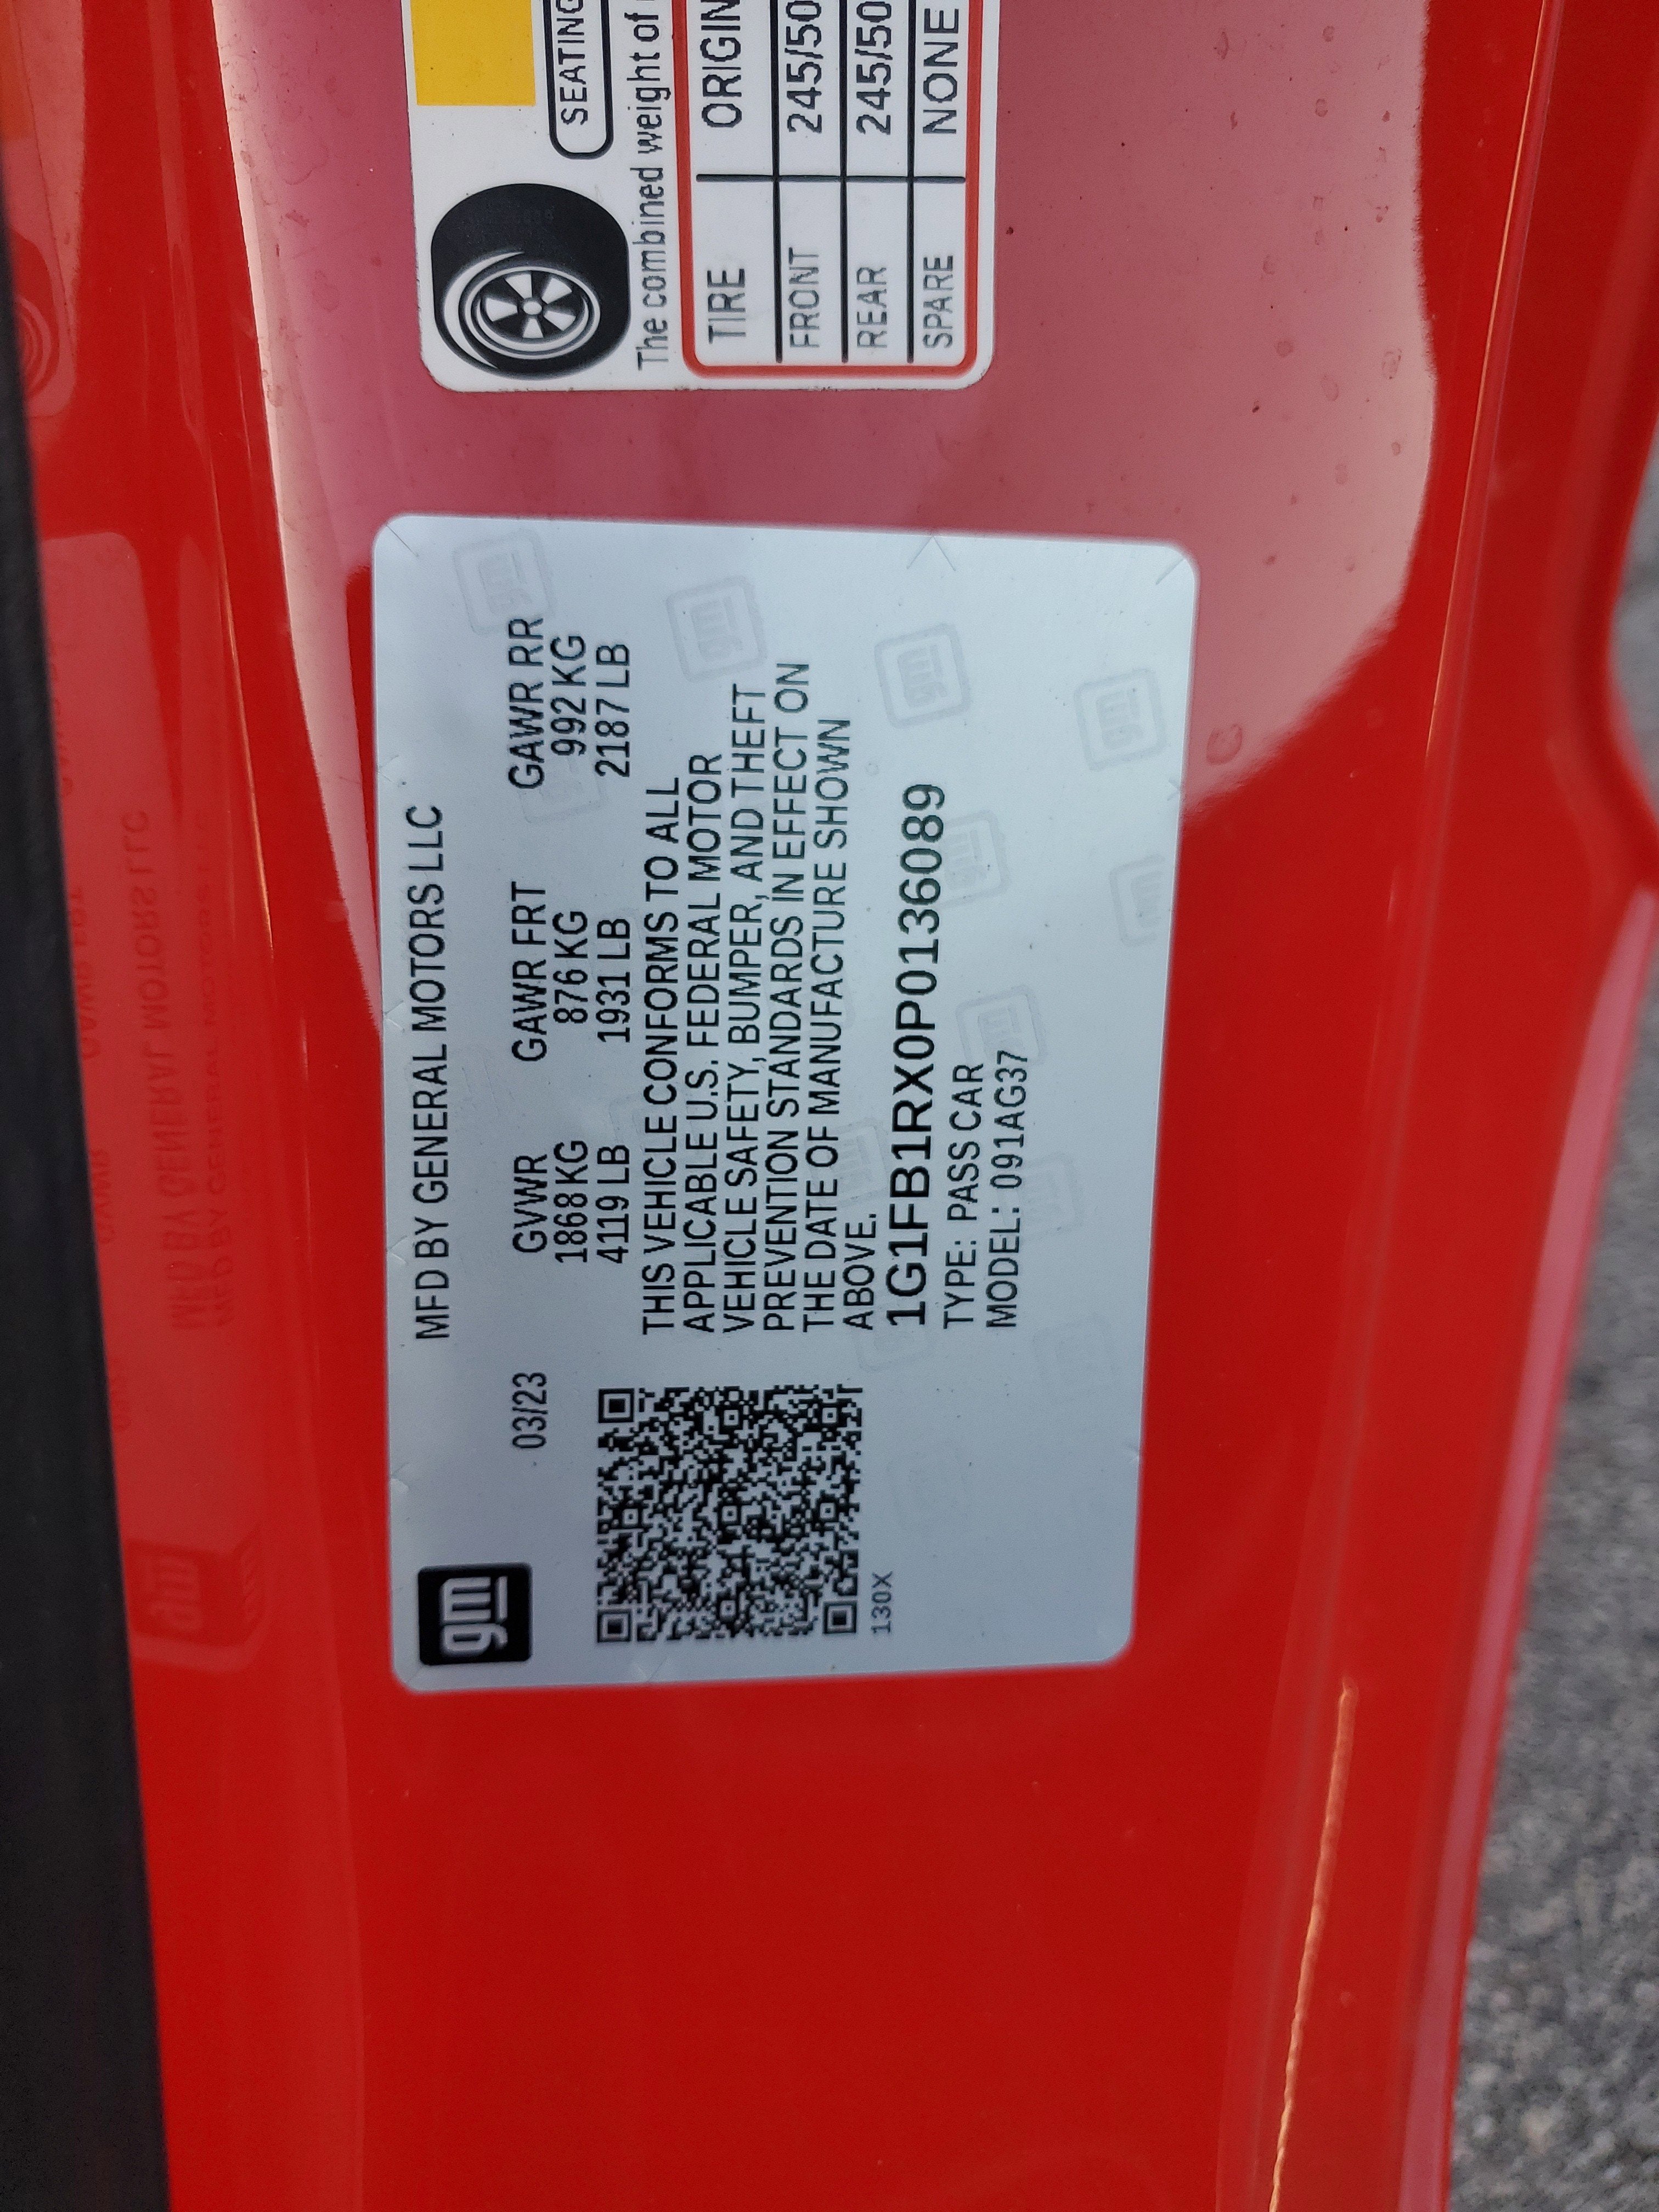 gm
MFD BY GENERAL MOTORS LLC
03/23
GVWR GAWR FRT GAWR RR
1868 KG 876 KG 992 KG
4119 LB 1931 LB 2187 LB
THIS VEHICLE CONFORMS TO ALL
APPLICABLE U.S. FEDERAL MOTOR
VEHICLE SAFETY, BUMPER, AND THEFT
PREVENTION STANDARDS IN EFFECT ON
THE DATE OF MANUFACTURE SHOWN
ABOVE.
1G1FB1RX0P0136089
TYPE: PASS CAR
MODEL: 091AG37
130X
SEATING
The combined weight of
TIRE ORIGIN
FRONT 245/50
REAR 245/50
SPARE NONE